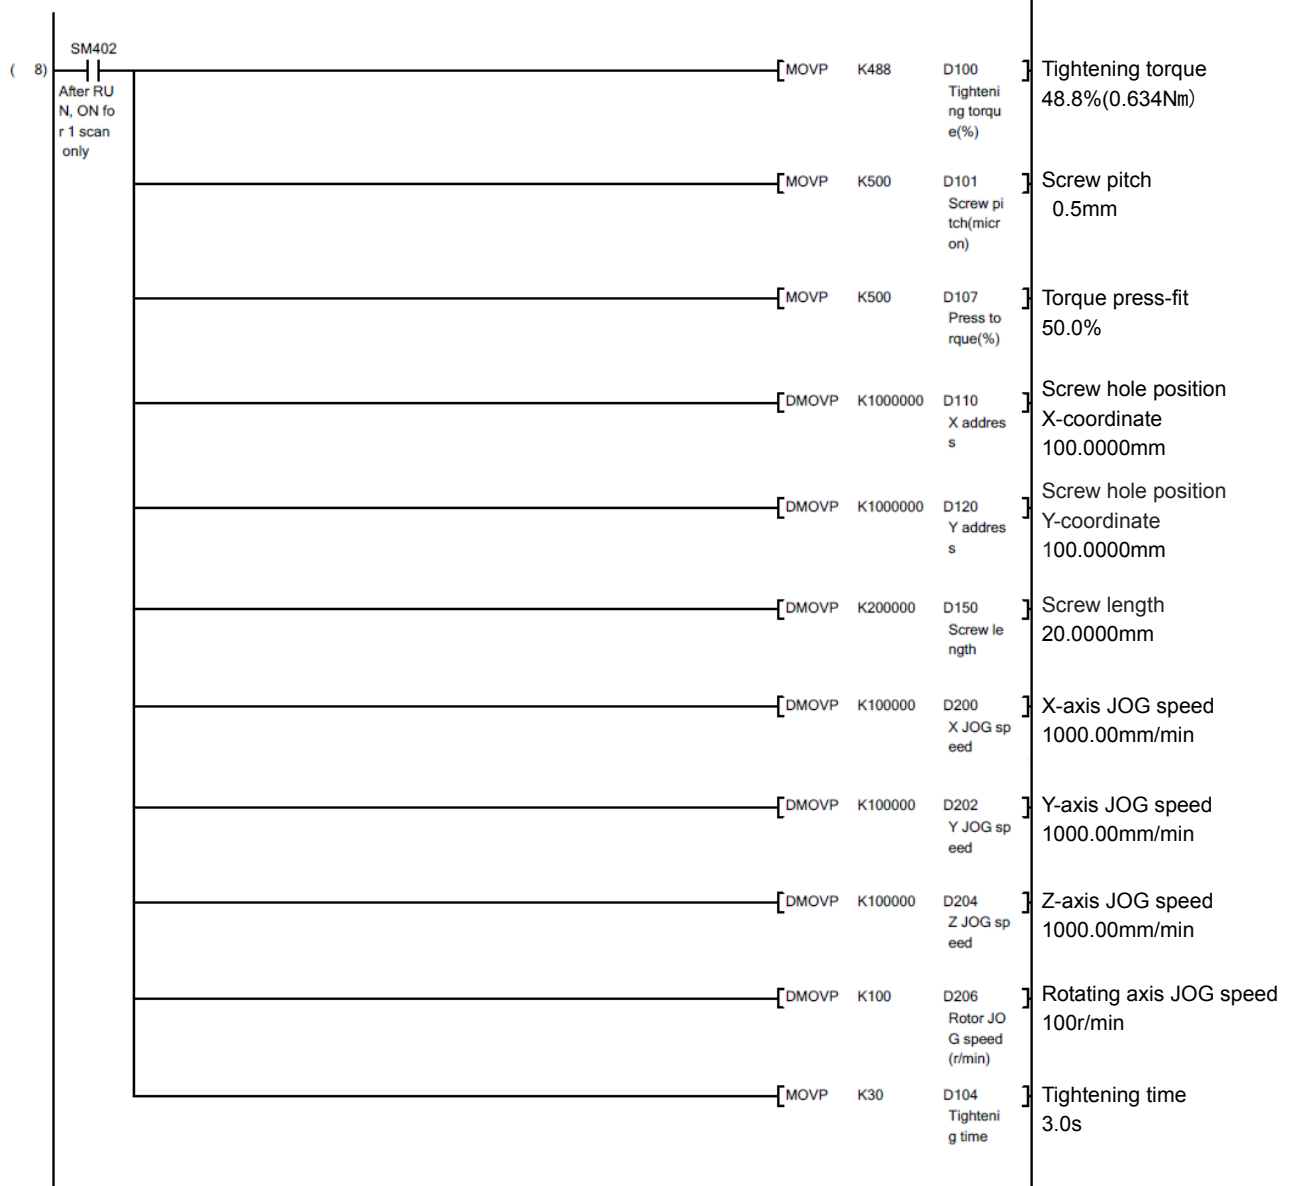 SM402
( 8)
After RU
N, ON fo
r 1 scan
only
MOVP K488 D100
Tighteni
ng torqu
e(%)
Tightening torque
48.8%(0.634Nm)
MOVP K500 D101
Screw pi
tch(micr
on)
Screw pitch
0.5mm
MOVP K500 D107
Press to
rque(%)
Torque press-fit
50.0%
DMOVP K1000000 D110
X addres
s
Screw hole position
X-coordinate
100.0000mm
DMOVP K1000000 D120
Y addres
s
Screw hole position
Y-coordinate
100.0000mm
DMOVP K200000 D150
Screw le
ngth
Screw length
20.0000mm
DMOVP K100000 D200
X JOG sp
eed
X-axis JOG speed
1000.00mm/min
DMOVP K100000 D202
Y JOG sp
eed
Y-axis JOG speed
1000.00mm/min
DMOVP K100000 D204
Z JOG sp
eed
Z-axis JOG speed
1000.00mm/min
DMOVP K100 D206
Rotor JO
G speed
(r/min)
Rotating axis JOG speed
100r/min
MOVP K30 D104
Tighteni
g time
Tightening time
3.0s